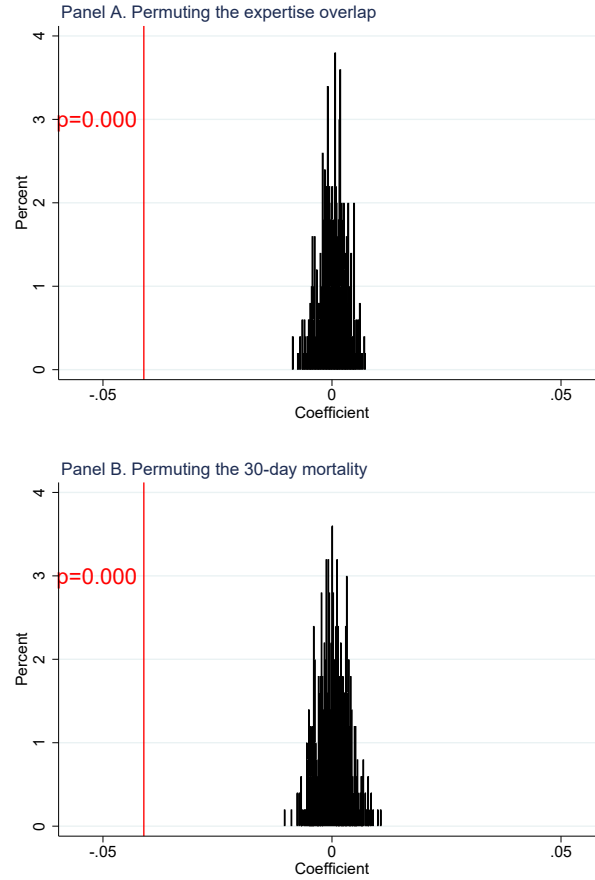 Panel A. Permuting the expertise overlap
4
3
2
1
0
Percent
p=0.000
-.05
0
.05
Coefficient
Panel B. Permuting the 30-day mortality
4
3
2
1
0
Percent
p=0.000
-.05
0
.05
Coefficient